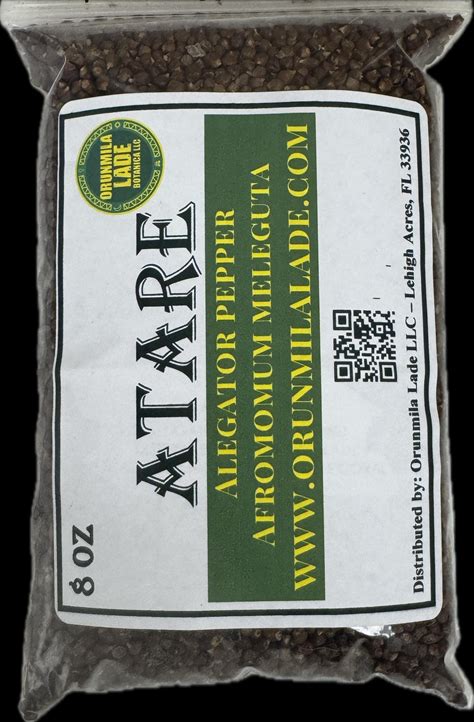 ORUNMILA
LADE
BOTANICA LLC
8 OZ
ATARE
ALEGATOR PEPPER
AFROMOMUM MELEGUTA
WWW.ORUNMILALADE.COM
Distributed by: Orunmila Lade LLC – Lehigh Acres, FL 33936